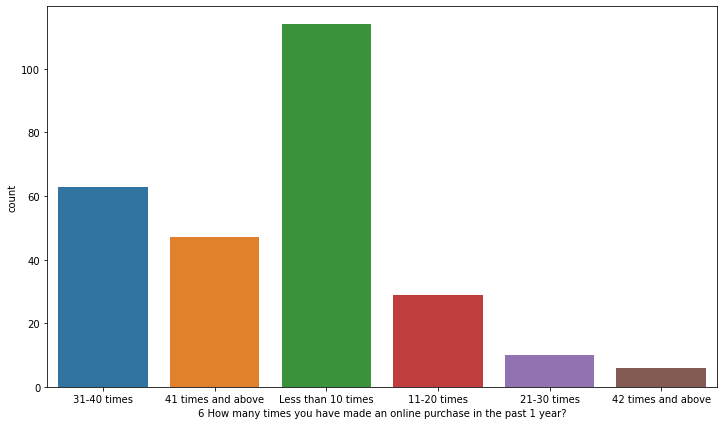 100
80
60
40
20
0
count
31-40 times
41 times and above
Less than 10 times
11-20 times
21-30 times
42 times and above
6 How many times you have made an online purchase in the past 1 year?